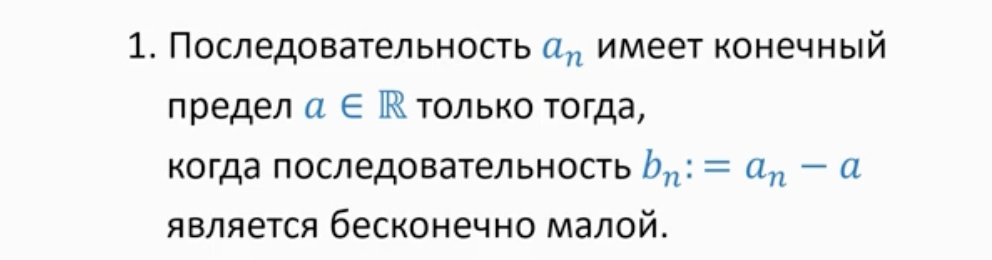 1. Последовательность aₙ имеет конечный
предел a ∈ ℝ только тогда,
когда последовательность bₙ: = aₙ − a
является бесконечно малой.